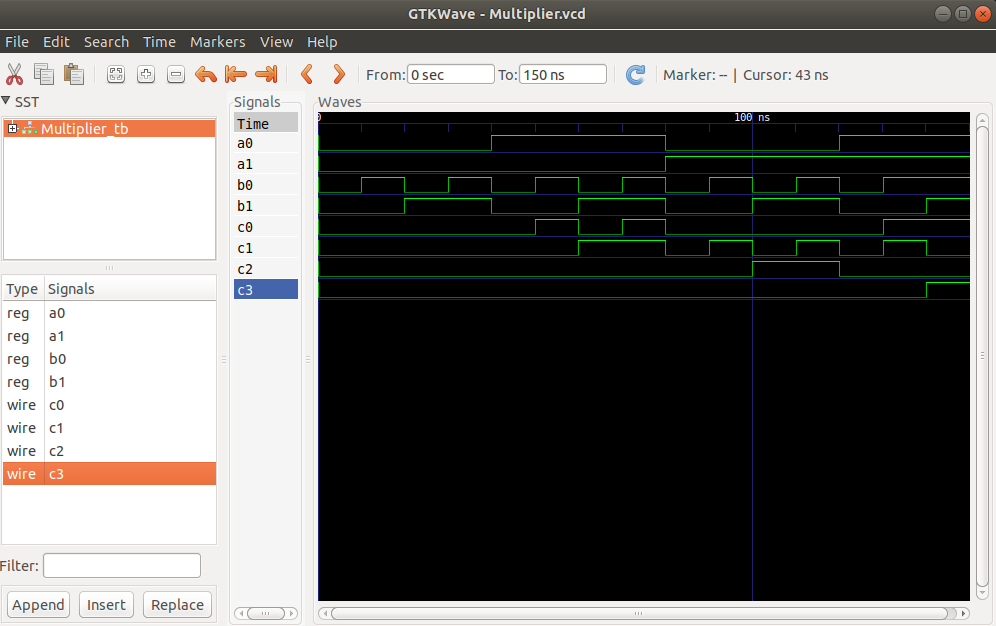 GTKWave - Multiplier.vcd
File Edit Search Time Markers View Help
From: 0 sec To: 150 ns Marker: -- | Cursor: 43 ns
SST
Multiplier_tb
Type Signals
reg a0
reg a1
reg b0
reg b1
wire c0
wire c1
wire c2
wire c3
Filter:
Append Insert Replace
Signals
Time
a0
a1
b0
b1
c0
c1
c2
c3
Waves
0 100 ns